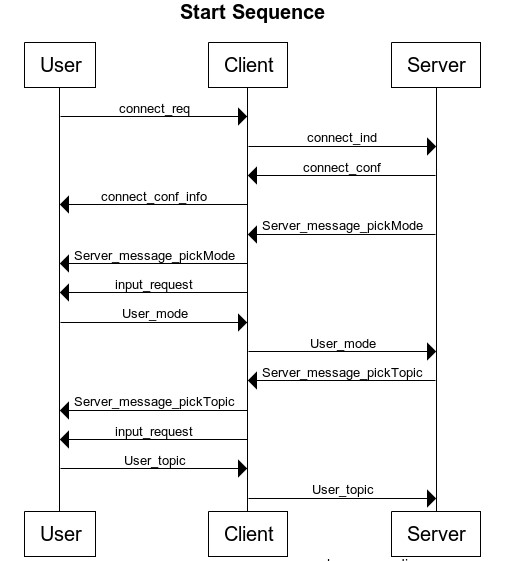 Start Sequence
User Client Server
connect_req
connect_ind
connect_conf
connect_conf_info
Server_message_pickMode
Server_message_pickMode
input_request
User_mode
User_mode
Server_message_pickTopic
Server_message_pickTopic
input_request
User_topic
User_topic
User Client Server